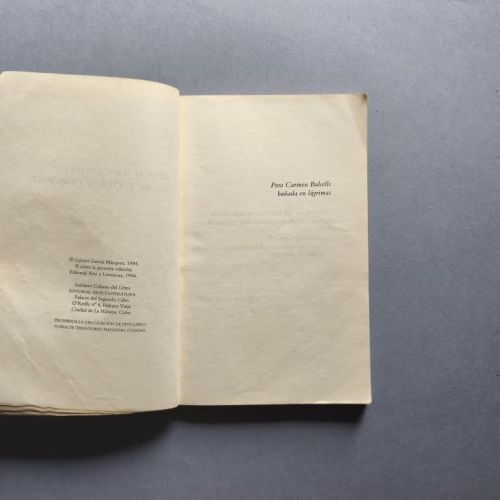 © Gabriel García Márquez, 1994.
© sobre la presente edición:
Editorial Arte y Literatura, 1994.
Instituto Cubano del Libro
EDITORIAL ARTE Y LITERATURA
Palacio del Segundo Cabo
O'Reilly nº 4, Habana Vieja
Ciudad de La Habana, Cuba
PROHIBIDA LA CIRCULACIÓN DE ESTE LIBRO
FUERA DE TERRITORIO NACIONAL CUBANO
Para Carmen Balcells
bañada en lágrimas